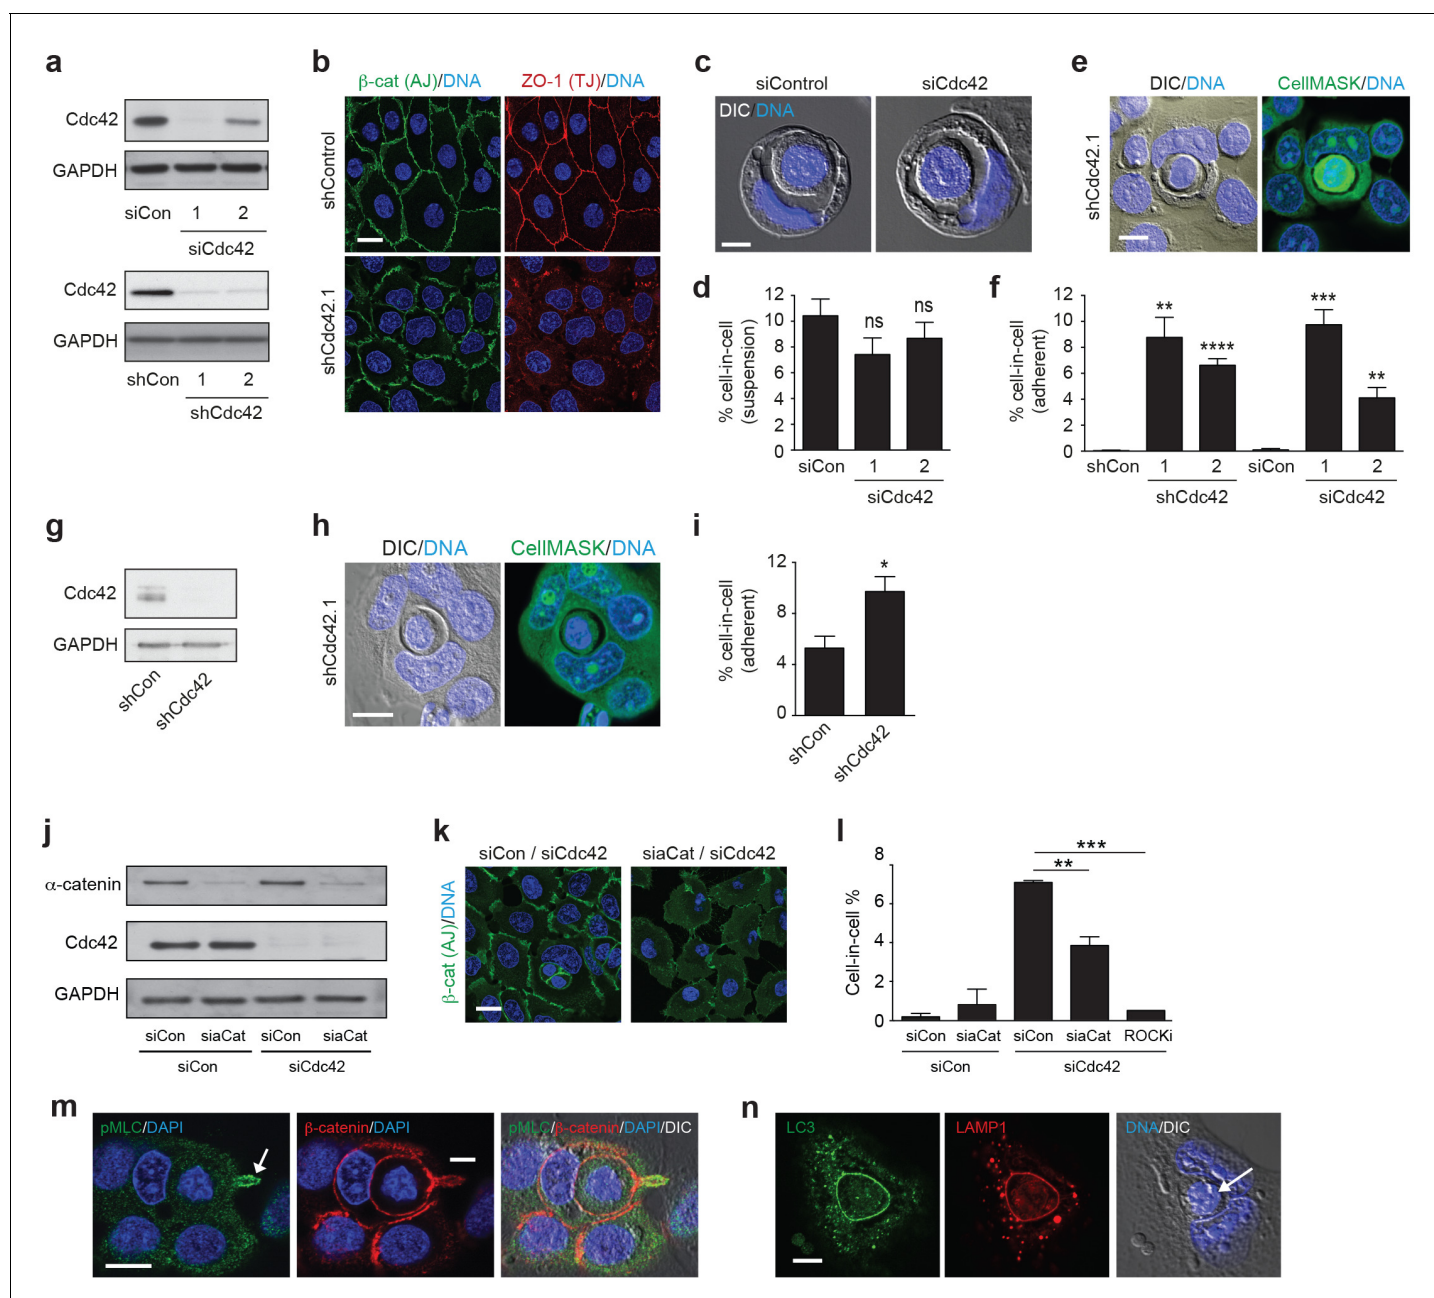 a
Cdc42
GAPDH
siCon 1 2
siCdc42
Cdc42
GAPDH
shCon 1 2
shCdc42
b
β-cat (AJ)/DNA ZO-1 (TJ)/DNA
shControl
shCdc42.1
c
siControl siCdc42
DIC/DNA
d
% cell-in-cell
(suspension)
12
10
8
6
4
2
0
ns ns
siCon 1 2
siCdc42
e
DIC/DNA CellMASK/DNA
shCdc42.1
f
% cell-in-cell
(adherent)
12
10
8
6
4
2
0
** **** *** **
shCon 1 2 siCon 1 2
shCdc42 siCdc42
g
Cdc42
GAPDH
shCon shCdc42
h
DIC/DNA CellMASK/DNA
shCdc42.1
i
% cell-in-cell
(adherent)
12
8
4
0
*
shCon shCdc42
j
α-catenin
Cdc42
GAPDH
siCon siaCat siCon siaCat
siCon siCdc42
k
siCon / siCdc42 siaCat / siCdc42
β-cat (AJ)/DNA
l
Cell-in-cell %
8
6
4
2
0
***
**
siCon siaCat siCon siaCat ROCKi
siCon siCdc42
m
pMLC/DAPI β-catenin/DAPI pMLC/β-catenin/DAPI/DIC
n
LC3 LAMP1 DNA/DIC